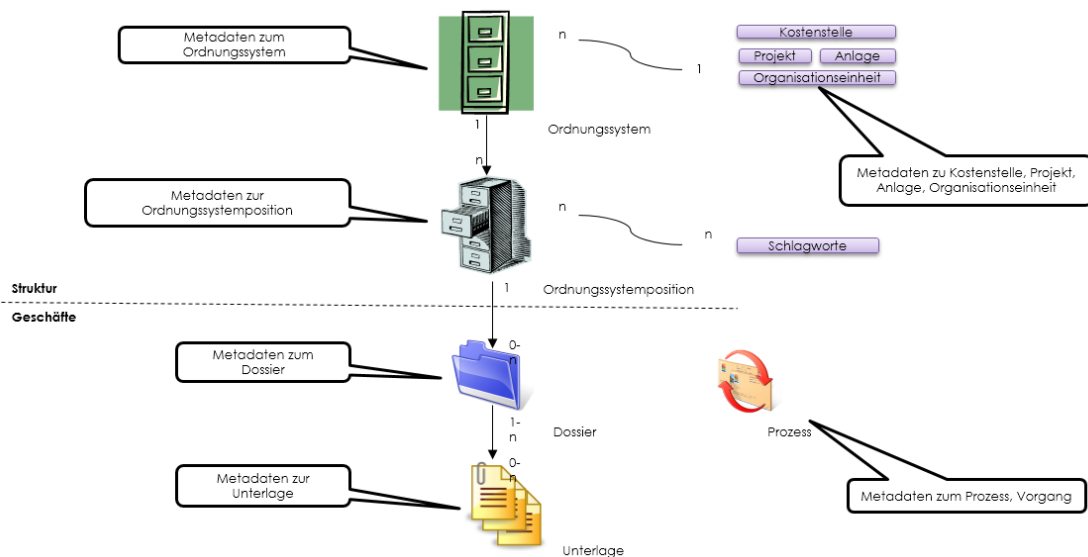 Metadaten zum
Ordnungssystem
n
1
Kostenstelle
Projekt
Anlage
Organisationseinheit
1
Ordnungssystem
n
Metadaten zu Kostenstelle, Projekt,
Anlage, Organisationseinheit
Metadaten zur
Ordnungssystemposition
n
n
Schlagworte
Struktur
1
Ordnungssystemposition
Geschäfte
Metadaten zum
Dossier
0-
n
1-
n
Dossier
Prozess
0-
n
Metadaten zur
Unterlage
Metadaten zum Prozess, Vorgang
Unterlage